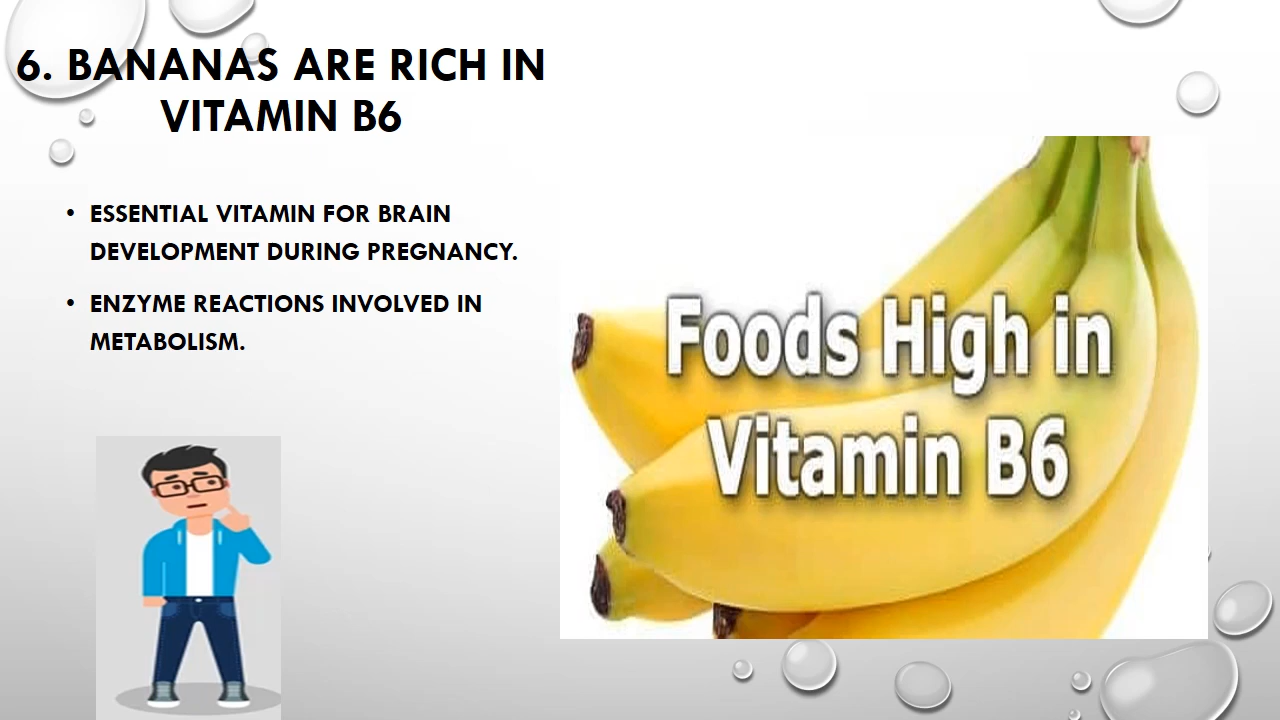 6. BANANAS ARE RICH IN
VITAMIN B6
• ESSENTIAL VITAMIN FOR BRAIN
DEVELOPMENT DURING PREGNANCY.
• ENZYME REACTIONS INVOLVED IN
METABOLISM.
Foods High in
Vitamin B6